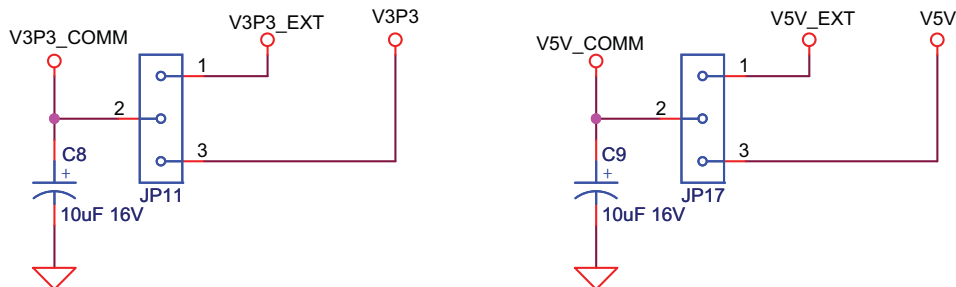 V3P3_COMM
V3P3_EXT
V3P3
1
2
3
C8
+
JP11
10uF 16V
V5V_COMM
V5V_EXT
V5V
1
2
3
C9
+
JP17
10uF 16V